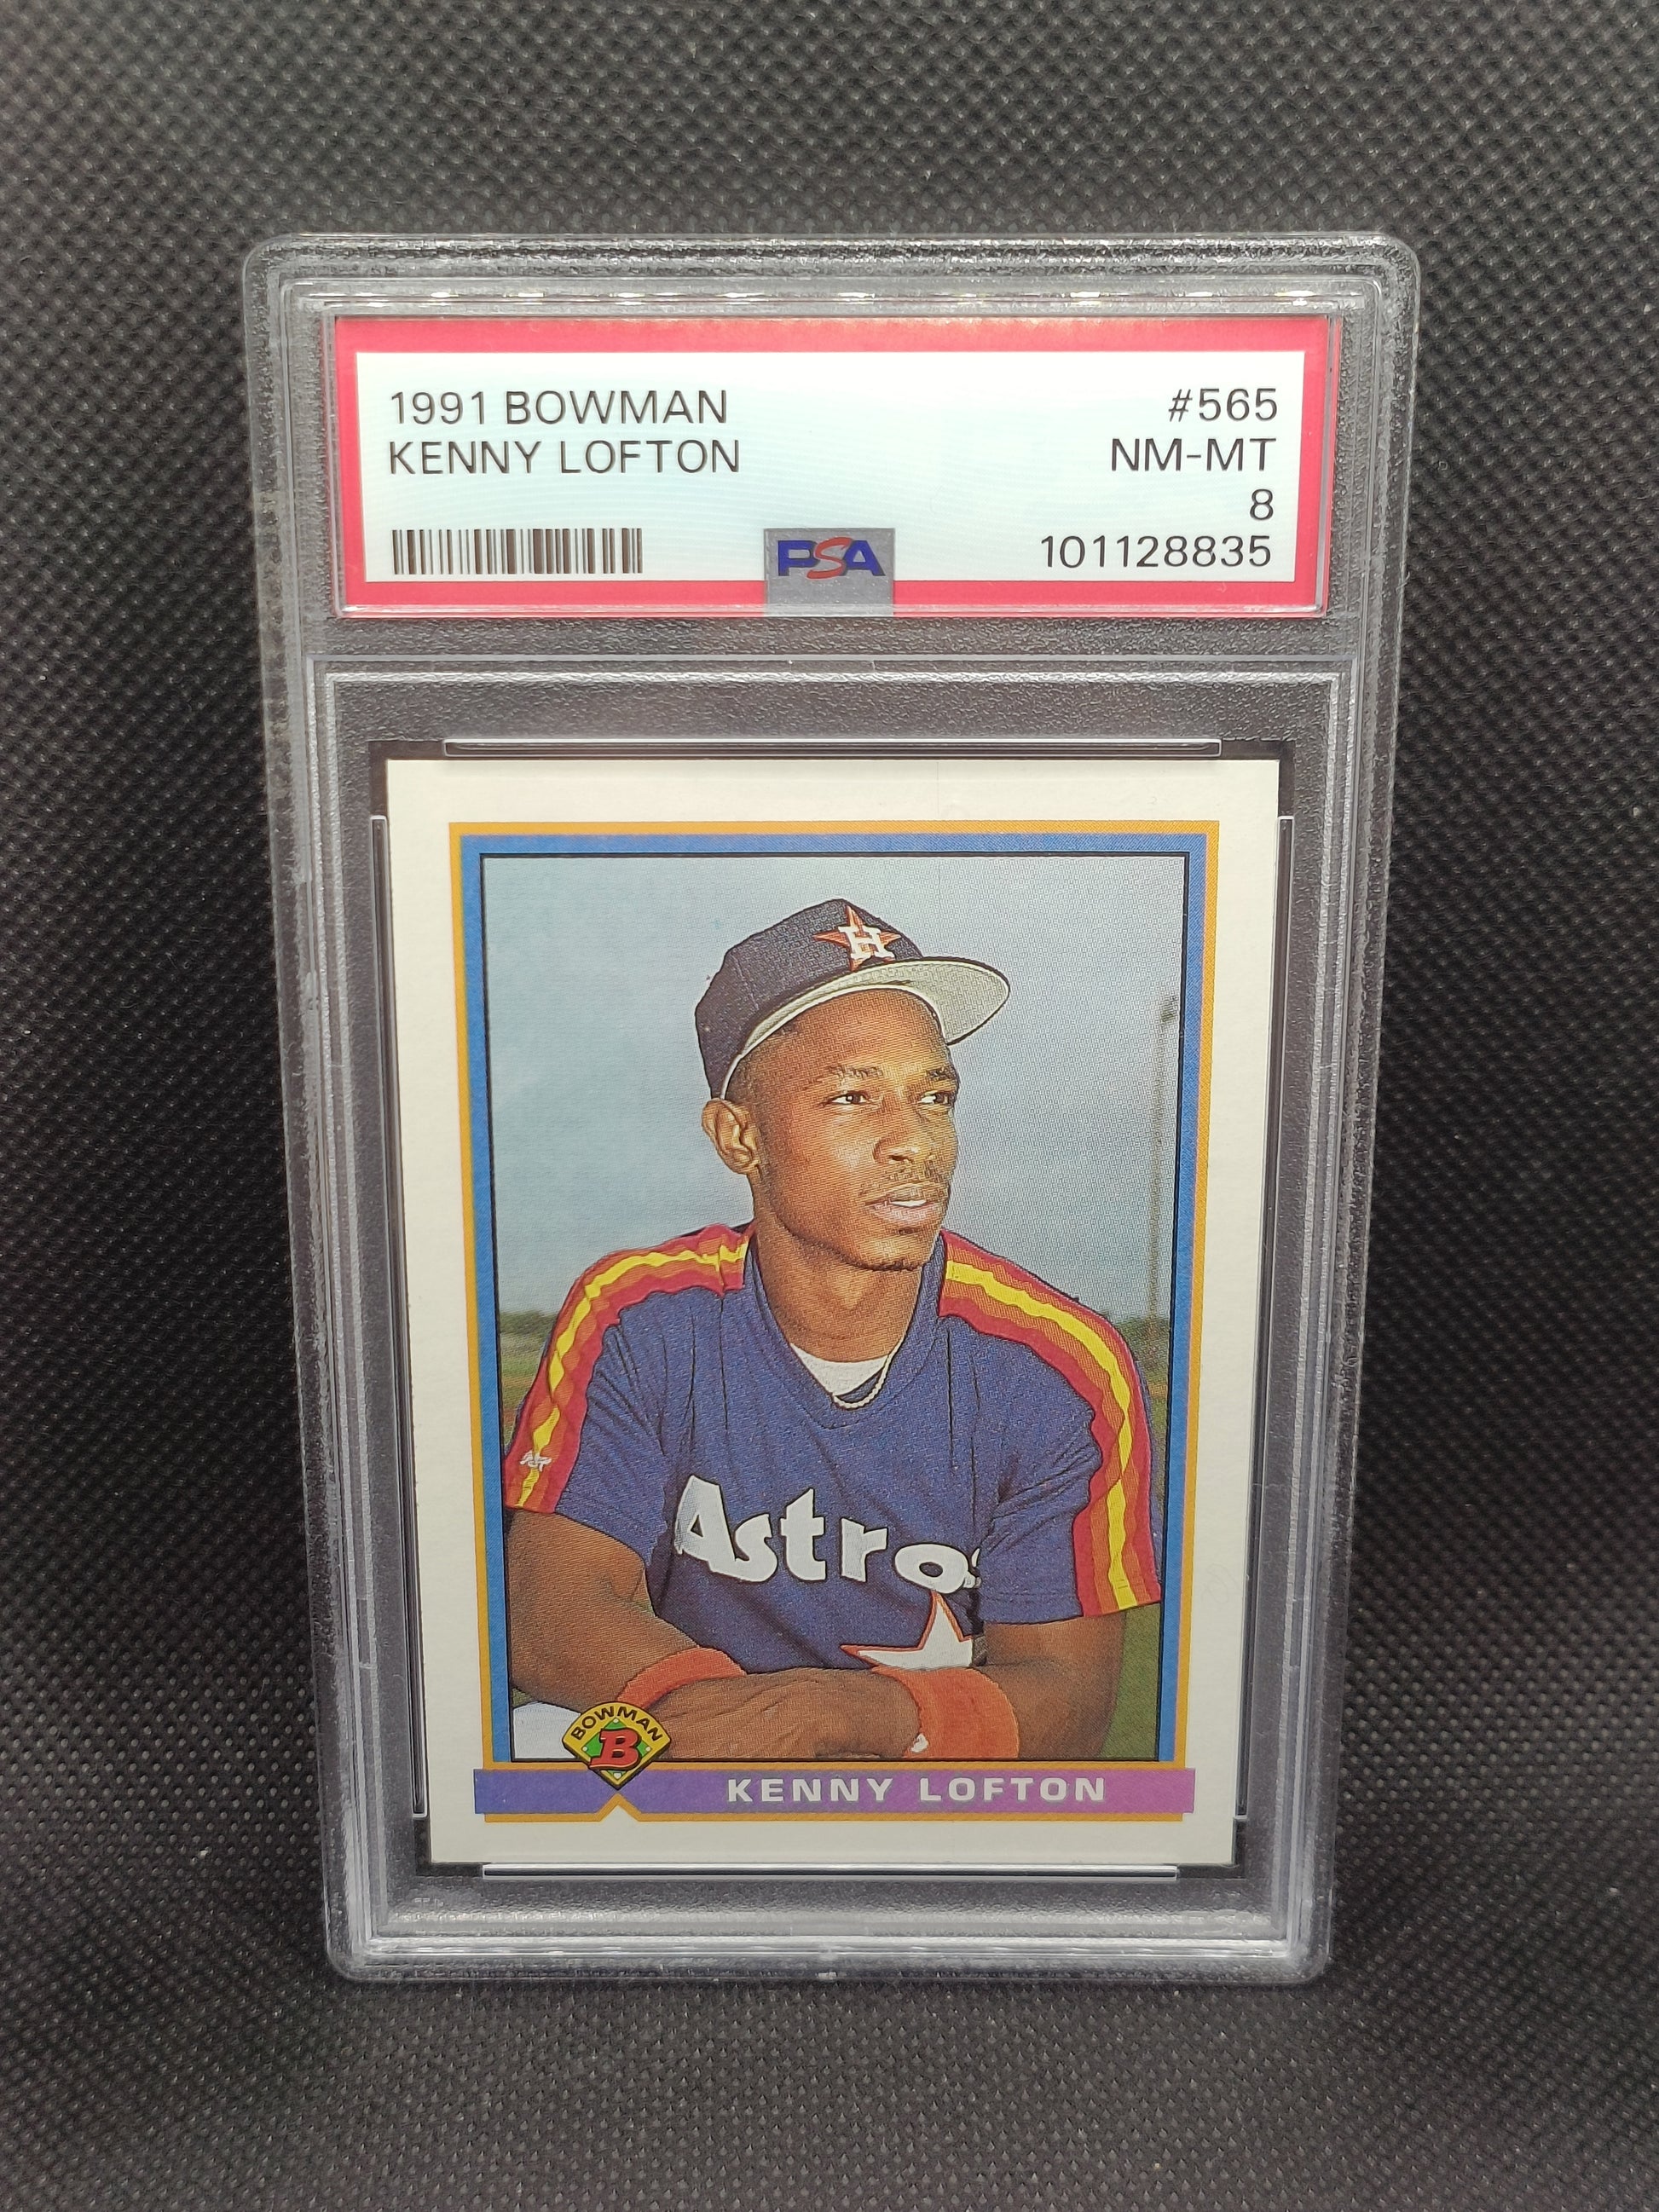 1991 BOWMAN #565
KENNY LOFTON NM-MT
8
PSA 101128835
H
Astros
BOWMAN
B
KENNY LOFTON